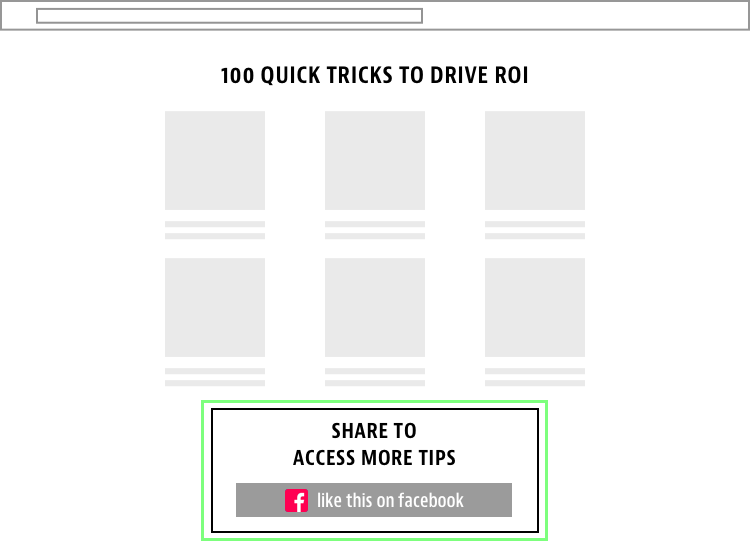 100 QUICK TRICKS TO DRIVE ROI
SHARE TO
ACCESS MORE TIPS
like this on facebook